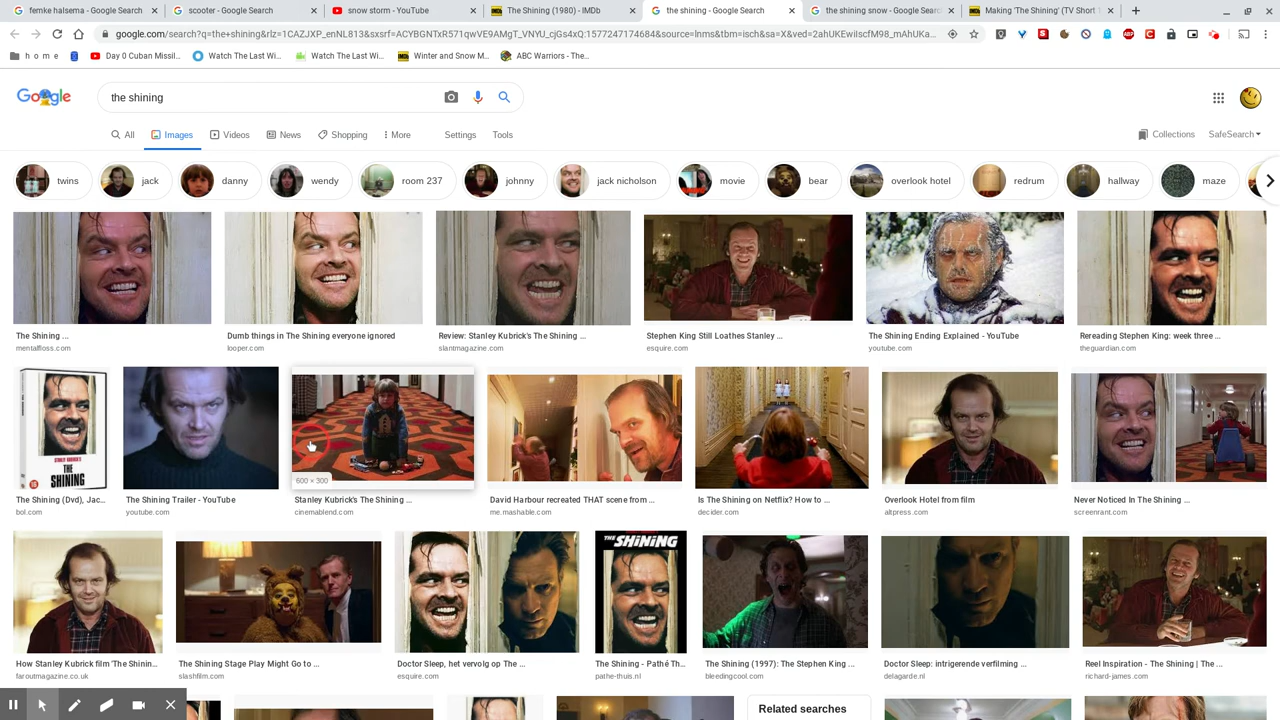 femke halsema - Google Search
scooter - Google Search
snow storm - YouTube
The Shining (1980) - IMDb
the shining - Google Search
the shining snow - Google Searc
Making 'The Shining' (TV Short
google.com/search?q=the+shining&rlz=1CAZJXP_enNL813&sxsrf=ACYBGNTxR571qwVE9AMgT_VNYU_cjGs4xQ:1577247174684&source=lnms&tbm=isch&sa=X&ved=2ahUKEwiIscfM98_mAhUKa...
h o m e
Day 0 Cuban Missil...
Watch The Last Wi...
Watch The Last Wi...
Winter and Snow M...
ABC Warriors - The...
Google
the shining
All
Images
Videos
News
Shopping
More
Settings
Tools
Collections
SafeSearch
twins
jack
danny
wendy
room 237
johnny
jack nicholson
movie
bear
overlook hotel
redrum
hallway
maze
The Shining ...
mentalfloss.com
Dumb things in The Shining everyone ignored
looper.com
Review: Stanley Kubrick's The Shining ...
slantmagazine.com
Stephen King Still Loathes Stanley ...
esquire.com
The Shining Ending Explained - YouTube
youtube.com
Rereading Stephen King: week three ...
theguardian.com
THE SHINING
600 × 300
The Shining (Dvd), Jac...
bol.com
The Shining Trailer - YouTube
youtube.com
Stanley Kubrick's The Shining ...
cinemablend.com
David Harbour recreated THAT scene from ...
me.mashable.com
Is The Shining on Netflix? How to ...
decider.com
Overlook Hotel from film
altpress.com
Never Noticed In The Shining ...
screenrant.com
THE SHiNiNG
How Stanley Kubrick film 'The Shinin...
faroutmagazine.co.uk
The Shining Stage Play Might Go to ...
slashfilm.com
Doctor Sleep, het vervolg op The ...
esquire.com
The Shining - Pathé Th...
pathe-thuis.nl
The Shining (1997): The Stephen King ...
bleedingcool.com
Doctor Sleep: intrigerende verfilming ...
delagarde.nl
Reel Inspiration - The Shining | The ...
richard-james.com
Related searches